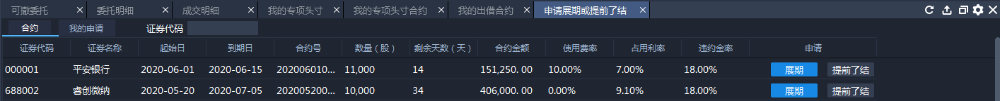 可撤委托 委托明细 成交明细 我的专项头寸 我的专项头寸合约 我的出借合约 申请展期或提前了结
合约 我的申请 证券代码
证券代码 证券名称 起始日 到期日 合约号 数量（股） 剩余天数（天） 合约金额 使用费率 占用利率 违约金率 申请
000001 平安银行 2020-06-01 2020-06-15 202006010... 11,000 14 151,250. 00 10.00% 7.00% 18.00% 展期 提前了结
688002 睿创微纳 2020-05-20 2020-07-05 202005200... 10,000 34 406,000. 00 0.00% 9.10% 18.00% 展期 提前了结